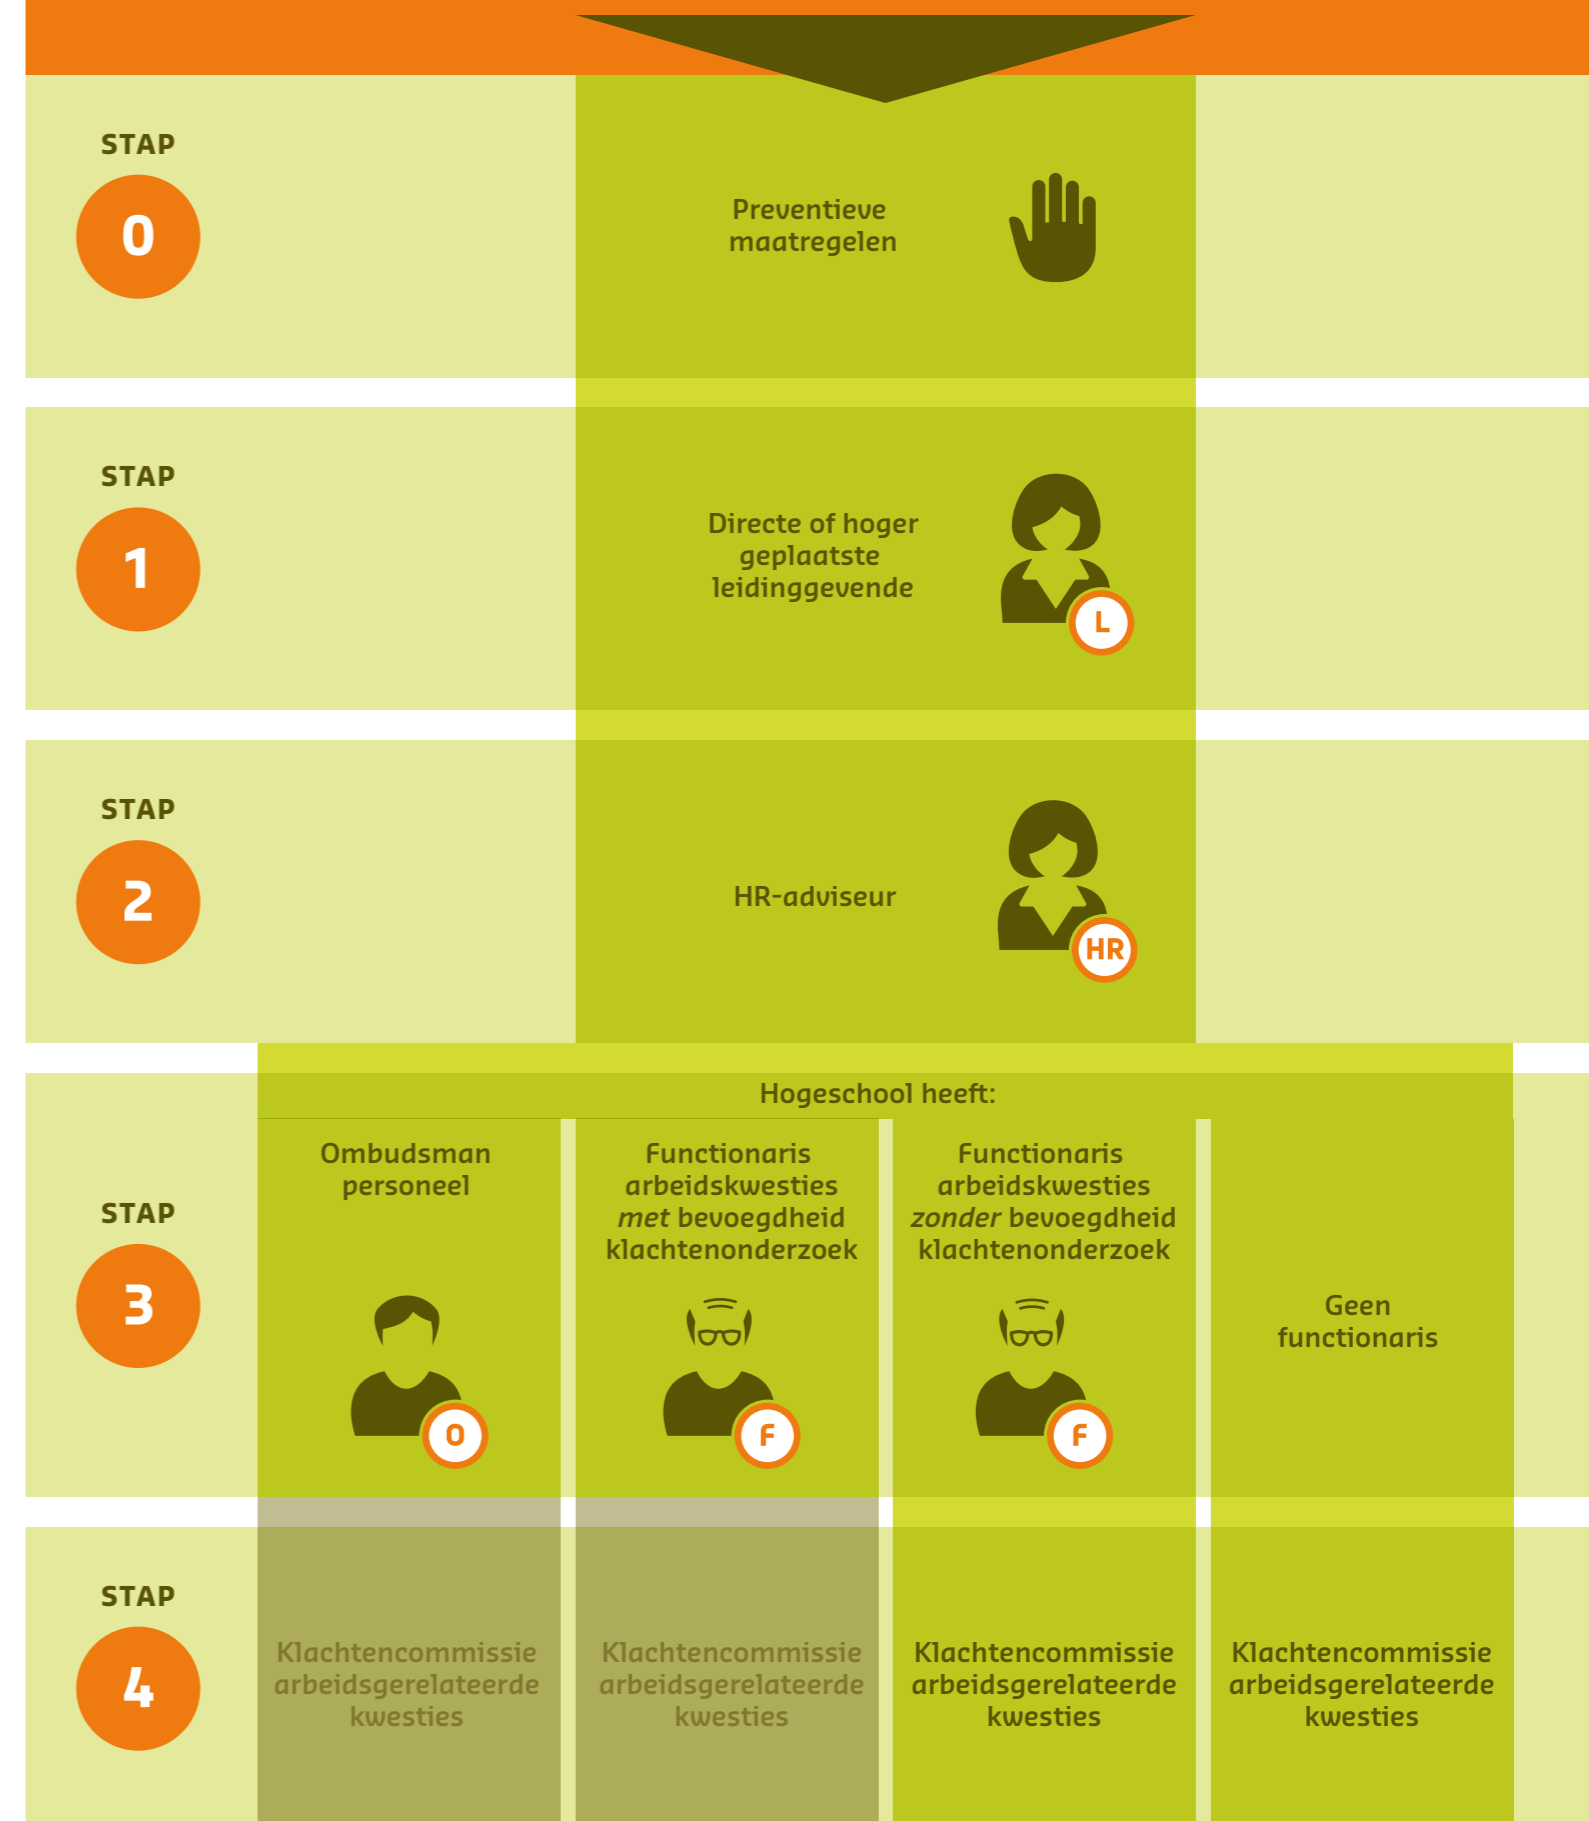 STAP
0
Preventieve
maatregelen
STAP
1
Directe of hoger
geplaatste
leidinggevende
L
STAP
2
HR-adviseur
HR
Hogeschool heeft:
STAP
3
Ombudsman
personeel
O
Functionaris
arbeidskwesties
met bevoegdheid
klachtenonderzoek
F
Functionaris
arbeidskwesties
zonder bevoegdheid
klachtenonderzoek
F
Geen
functionaris
STAP
4
Klachtencommissie
arbeidsgerelateerde
kwesties
Klachtencommissie
arbeidsgerelateerde
kwesties
Klachtencommissie
arbeidsgerelateerde
kwesties
Klachtencommissie
arbeidsgerelateerde
kwesties